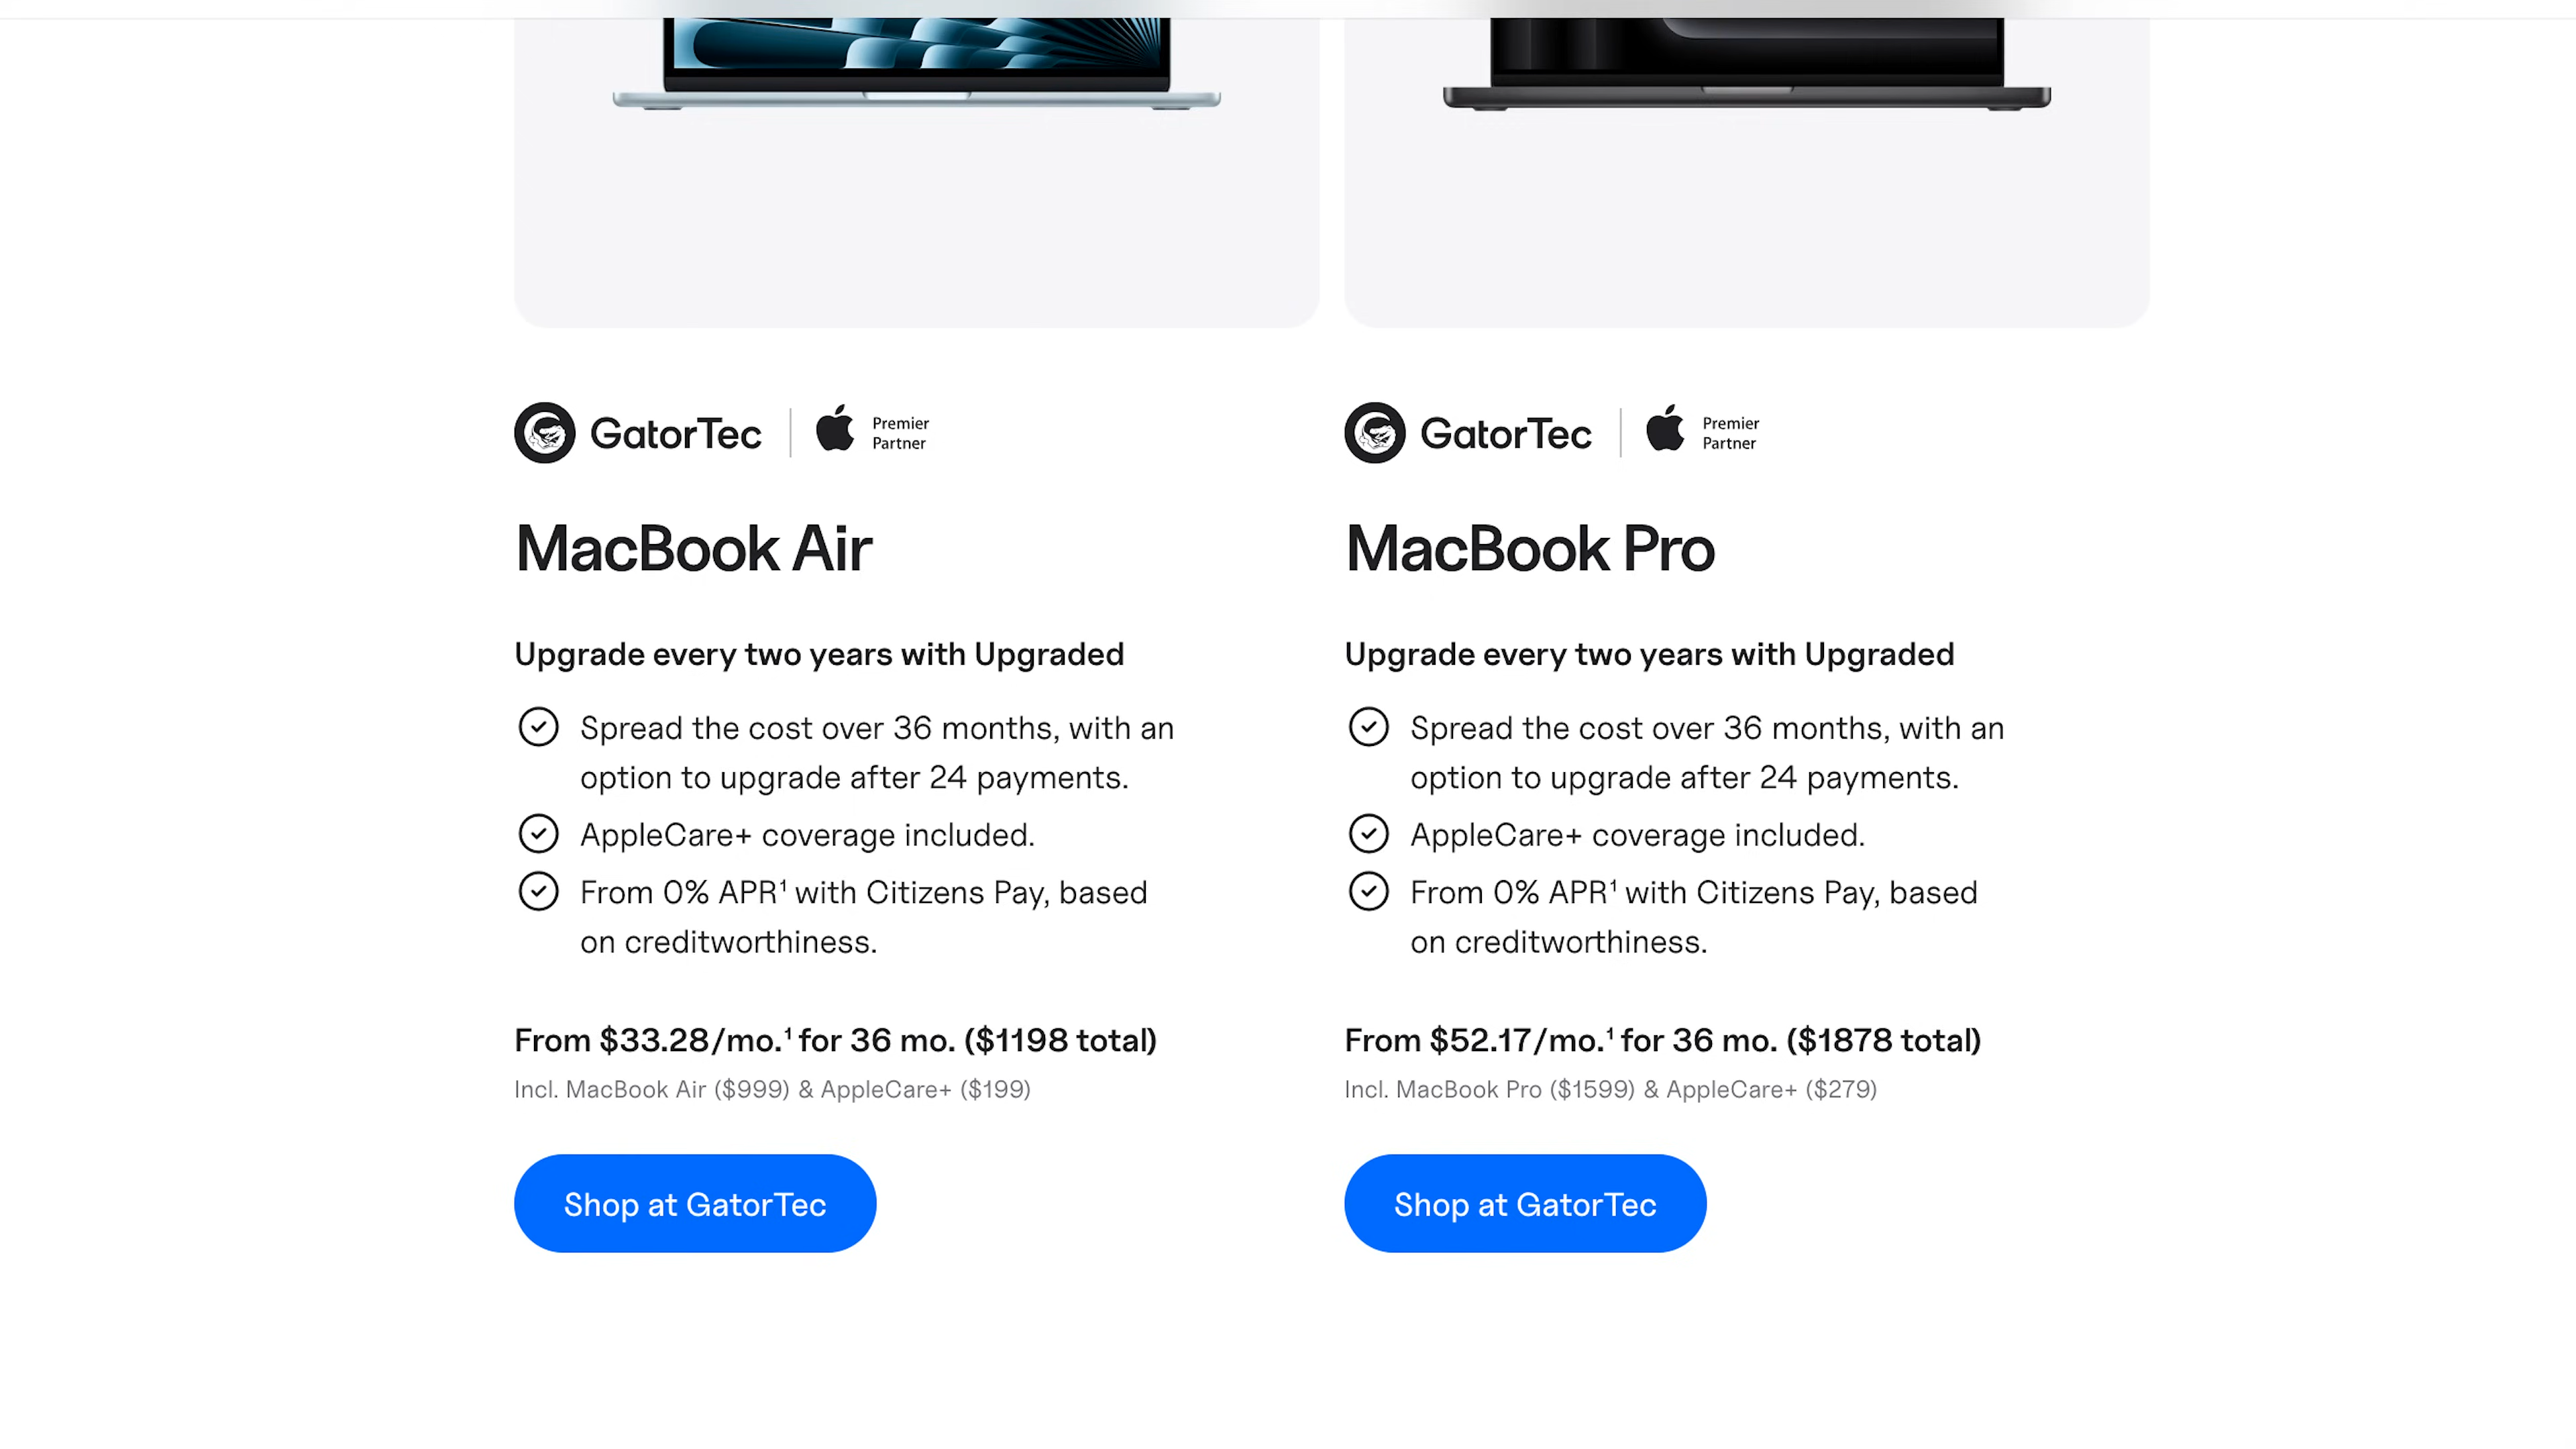 GatorTec
Premier
Partner
MacBook Air
Upgrade every two years with Upgraded
Spread the cost over 36 months, with an
option to upgrade after 24 payments.
AppleCare+ coverage included.
From 0% APR¹ with Citizens Pay, based
on creditworthiness.
From $33.28/mo.¹ for 36 mo. ($1198 total)
Incl. MacBook Air ($999) & AppleCare+ ($199)
Shop at GatorTec
GatorTec
Premier
Partner
MacBook Pro
Upgrade every two years with Upgraded
Spread the cost over 36 months, with an
option to upgrade after 24 payments.
AppleCare+ coverage included.
From 0% APR¹ with Citizens Pay, based
on creditworthiness.
From $52.17/mo.¹ for 36 mo. ($1878 total)
Incl. MacBook Pro ($1599) & AppleCare+ ($279)
Shop at GatorTec